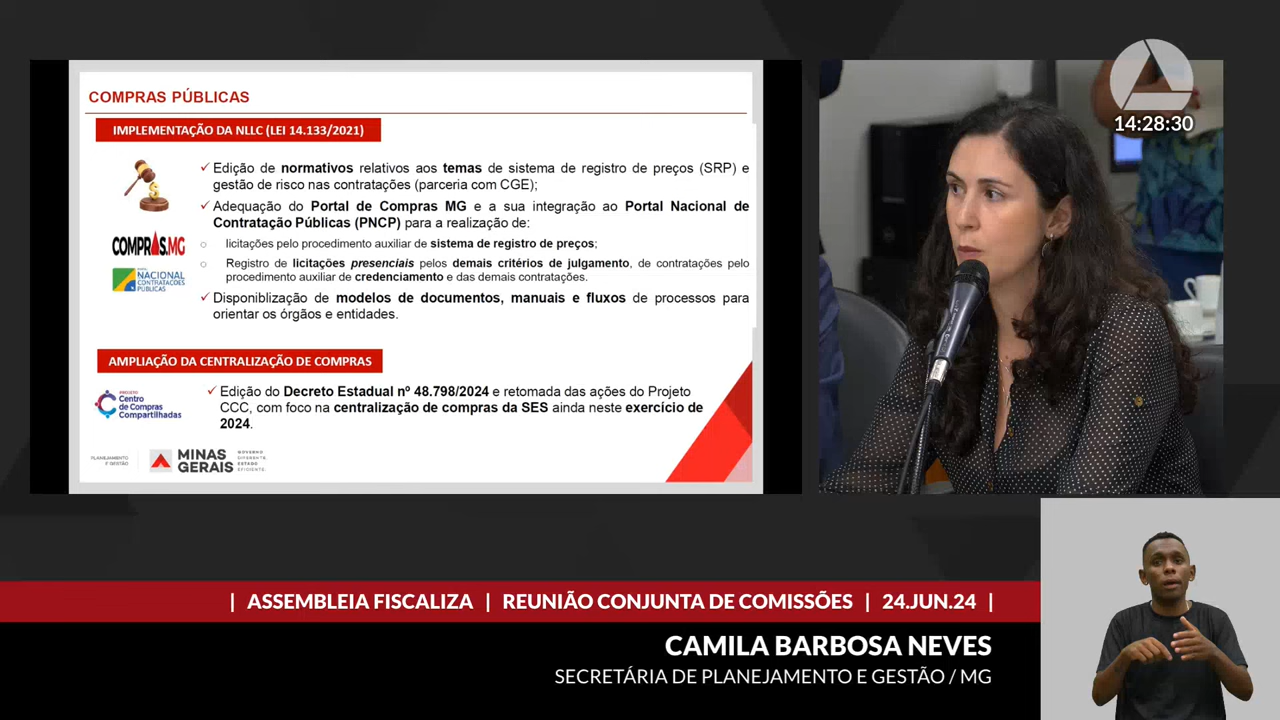 COMPRAS PÚBLICAS
IMPLEMENTAÇÃO DA NLLC (LEI 14.133/2021)
✓ Edição de normativos relativos aos temas de sistema de registro de preços (SRP) e
gestão de risco nas contratações (parceria com CGE);
✓ Adequação do Portal de Compras MG e a sua integração ao Portal Nacional de
Contratação Públicas (PNCP) para a realização de:
○ licitações pelo procedimento auxiliar de sistema de registro de preços;
○ Registro de licitações presenciais pelos demais critérios de julgamento, de contratações pelo
procedimento auxiliar de credenciamento e das demais contratações.
✓ Disponiblização de modelos de documentos, manuais e fluxos de processos para
orientar os órgãos e entidades.
COMPRAS.MG
PORTAL
NACIONAL
CONTRATAÇÕES
PÚBLICAS
AMPLIAÇÃO DA CENTRALIZAÇÃO DE COMPRAS
PROJETO
Centro
de Compras
Compartilhadas
✓ Edição do Decreto Estadual nº 48.798/2024 e retomada das ações do Projeto
CCC, com foco na centralização de compras da SES ainda neste exercício de
2024.
PLANEJAMENTO
E GESTÃO
MINAS
GERAIS
GOVERNO
DIFERENTE
ESTADO
EFICIENTE
14:28:30
| ASSEMBLEIA FISCALIZA | REUNIÃO CONJUNTA DE COMISSÕES | 24.JUN.24 |
CAMILA BARBOSA NEVES
SECRETÁRIA DE PLANEJAMENTO E GESTÃO / MG